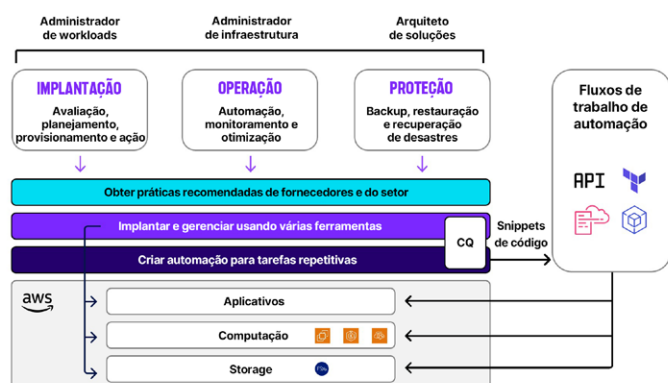 Administrador
de workloads
Administrador
de infraestrutura
Arquiteto
de soluções
IMPLANTAÇÃO
Avaliação,
planejamento,
provisionamento e ação
OPERAÇÃO
Automação,
monitoramento e
otimização
PROTEÇÃO
Backup, restauração
e recuperação
de desastres
Fluxos de
trabalho de
automação
API
Obter práticas recomendadas de fornecedores e do setor
Implantar e gerenciar usando várias ferramentas
Criar automação para tarefas repetitivas
CQ
Snippets
de código
aws
Aplicativos
Computação
Storage